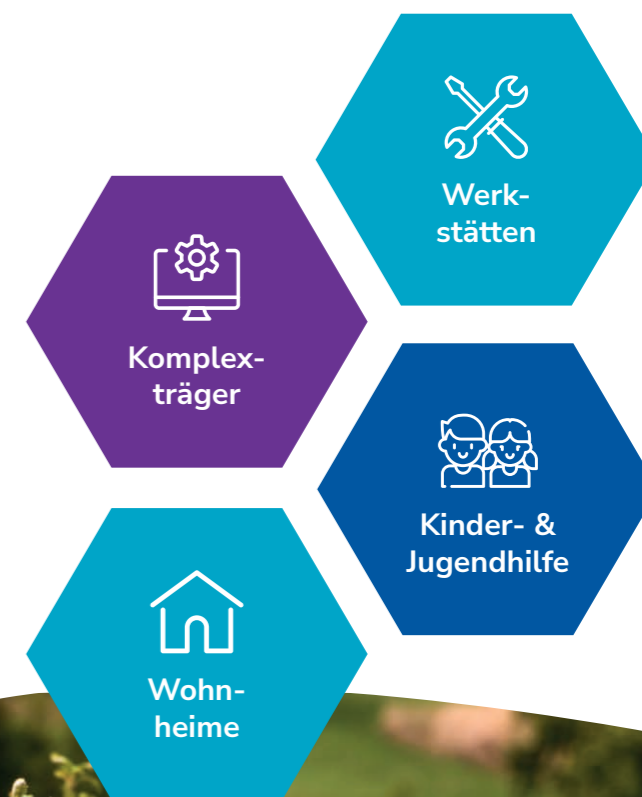 Werk-
stätten
Komplex-
träger
Kinder- &
Jugendhilfe
Wohn-
heime